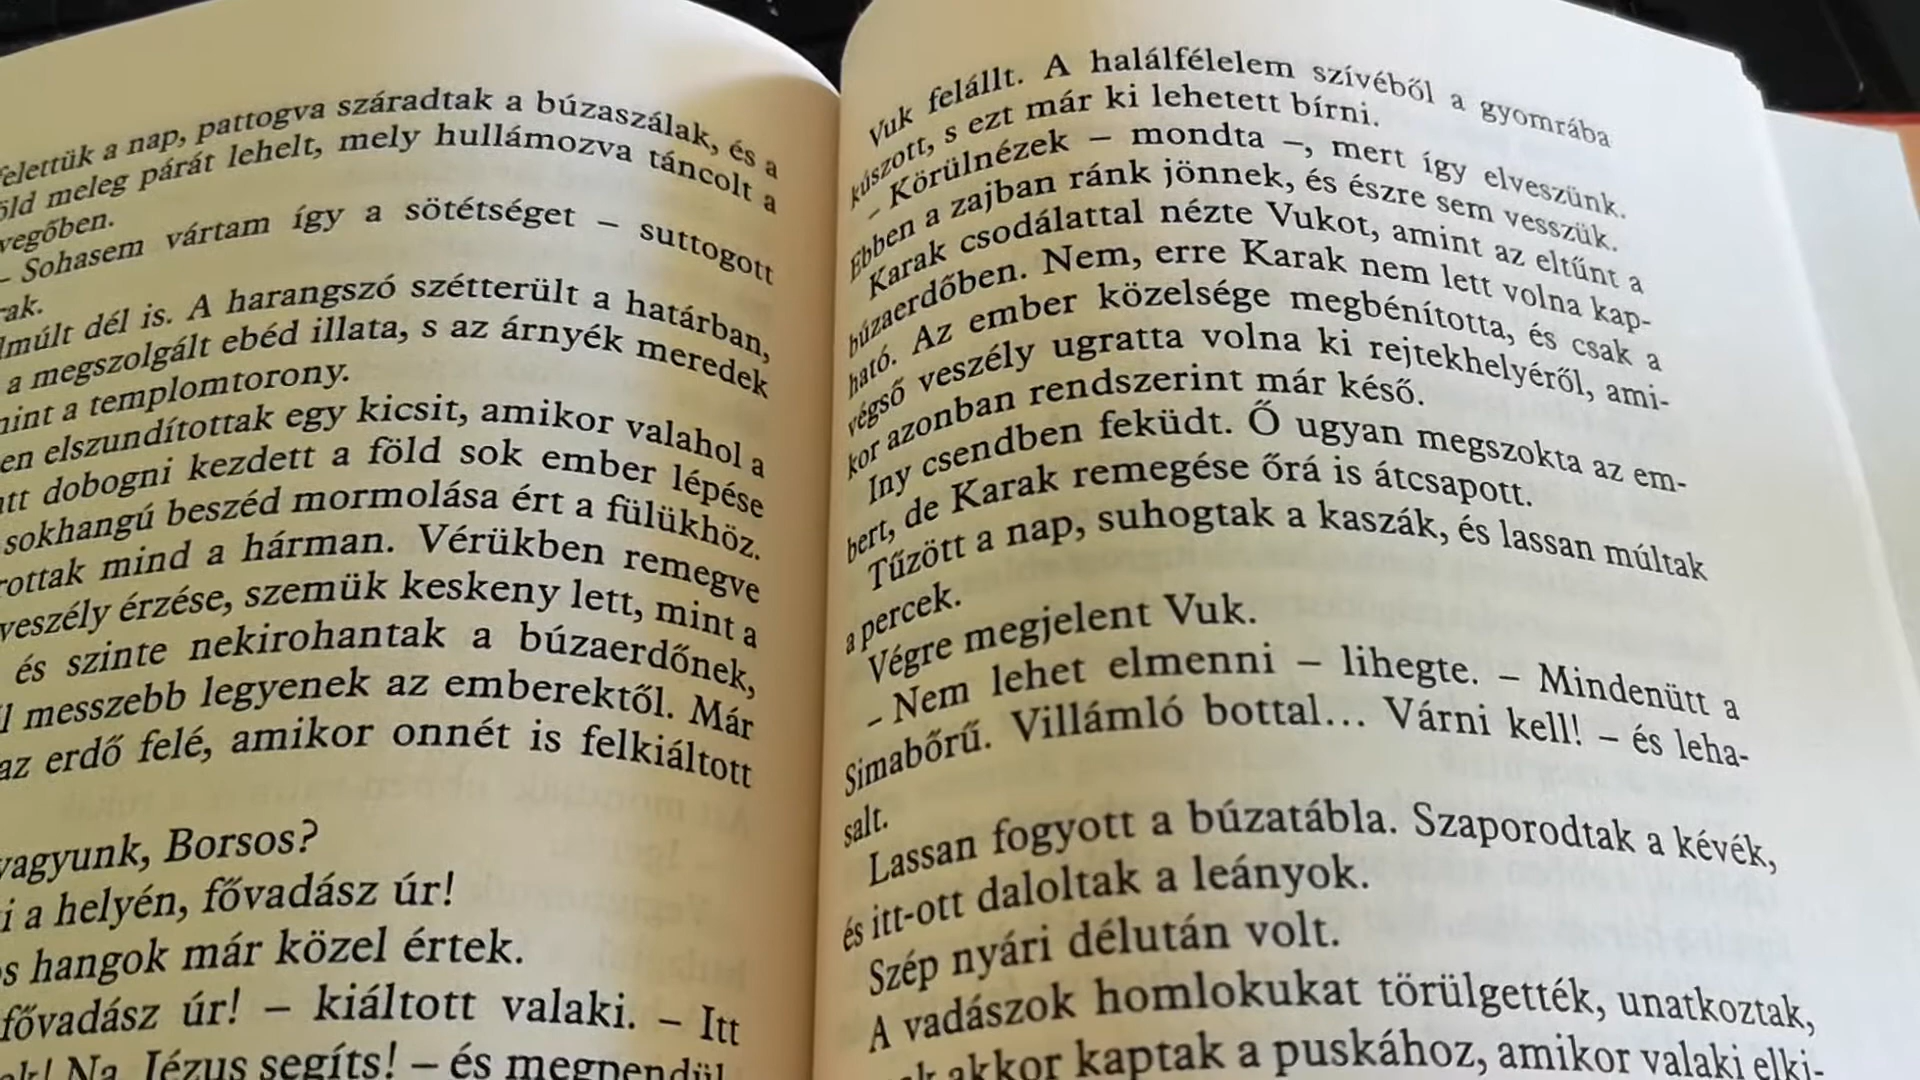 felettük a nap, pattogva száradtak a búzaszálak, és a
meleg párát lehelt, mely hullámozva táncolt a
– Sohasem vártam így a sötétséget – suttogott
dél is. A harangszó szétterült a határban,
a megszolgált ebéd illata, s az árnyék meredek
a templomtorony.
elszundítottak egy kicsit, amikor valahol a
dobogni kezdett a föld sok ember lépése
sokhangú beszéd mormolása ért a fülükhöz.
mind a hárman. Vérükben remegve
veszély érzése, szemük keskeny lett, mint a
és szinte nekirohantak a búzaerdőnek,
messzebb legyenek az emberektől. Már
az erdő felé, amikor onnét is felkiáltott
vagyunk, Borsos?
a helyén, fővadász úr!
hangok már közel értek.
fővadász úr! – kiáltott valaki. – Itt
Na, Jézus segíts! – és megpendül
Vuk felállt. A halálfélelem szívéből a gyomrába
kúszott, s ezt már ki lehetett bírni.
– Körülnézek – mondta –, mert így elveszünk.
Ebben a zajban ránk jönnek, és észre sem vesszük.
Karak csodálattal nézte Vukot, amint az eltűnt a
búzaerdőben. Nem, erre Karak nem lett volna kap-
ható. Az ember közelsége megbénította, és csak a
végső veszély ugratta volna ki rejtekhelyéről, ami-
kor azonban rendszerint már késő.
Iny csendben feküdt. Ő ugyan megszokta az em-
bert, de Karak remegése őrá is átcsapott.
Tűzött a nap, suhogtak a kaszák, és lassan múltak
a percek.
Végre megjelent Vuk.
– Nem lehet elmenni – lihegte. – Mindenütt a
Simabőrű. Villámló bottal... Várni kell! – és leha-
salt.
Lassan fogyott a búzatábla. Szaporodtak a kévék,
és itt-ott daloltak a leányok.
Szép nyári délután volt.
A vadászok homlokukat törülgették, unatkoztak,
akkor kaptak a puskához, amikor valaki elki-